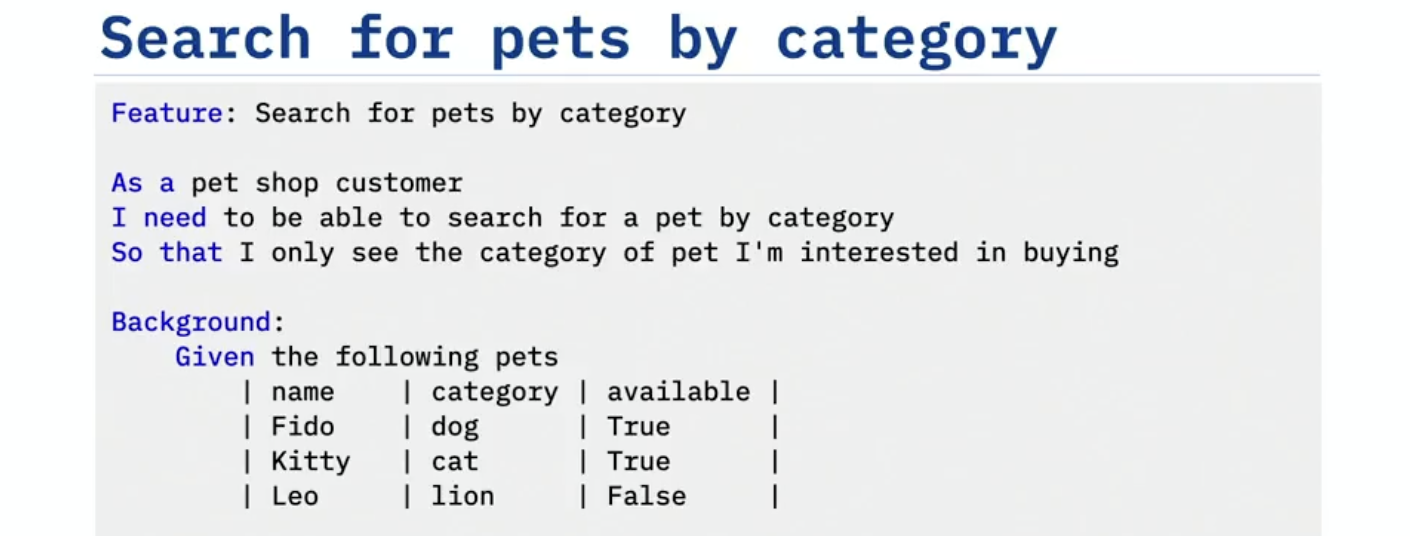 Search for pets by category
Feature: Search for pets by category
As a pet shop customer
I need to be able to search for a pet by category
So that I only see the category of pet I'm interested in buying
Background:
Given the following pets
| name | category | available |
| Fido | dog | True |
| Kitty | cat | True |
| Leo | lion | False |